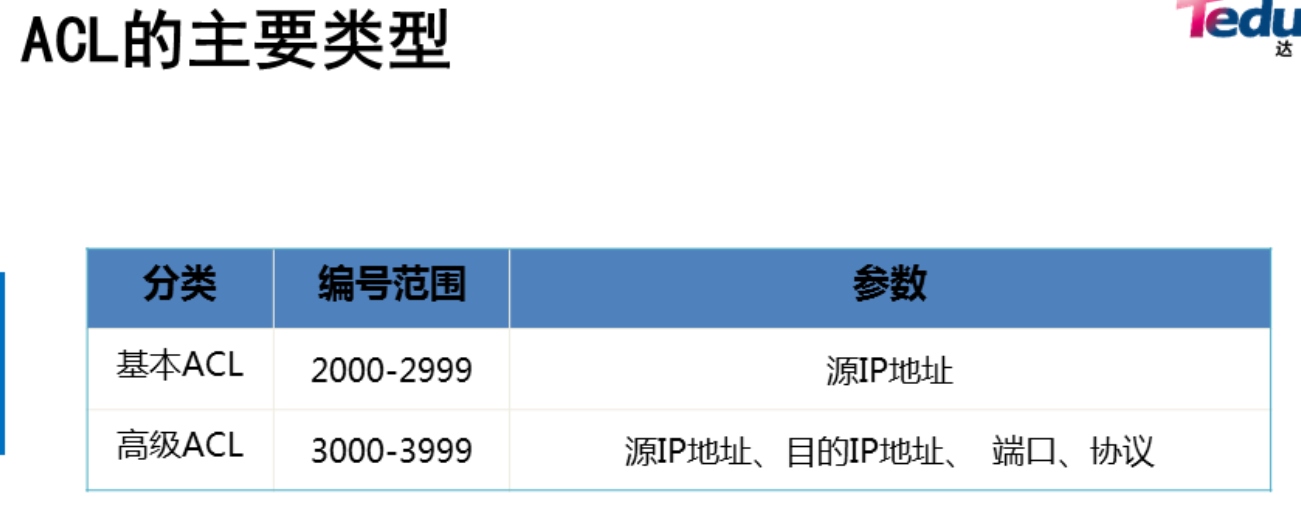 ACL的主要类型
Tedu
达
分类 编号范围 参数
基本ACL 2000-2999 源IP地址
高级ACL 3000-3999 源IP地址、目的IP地址、 端口、协议